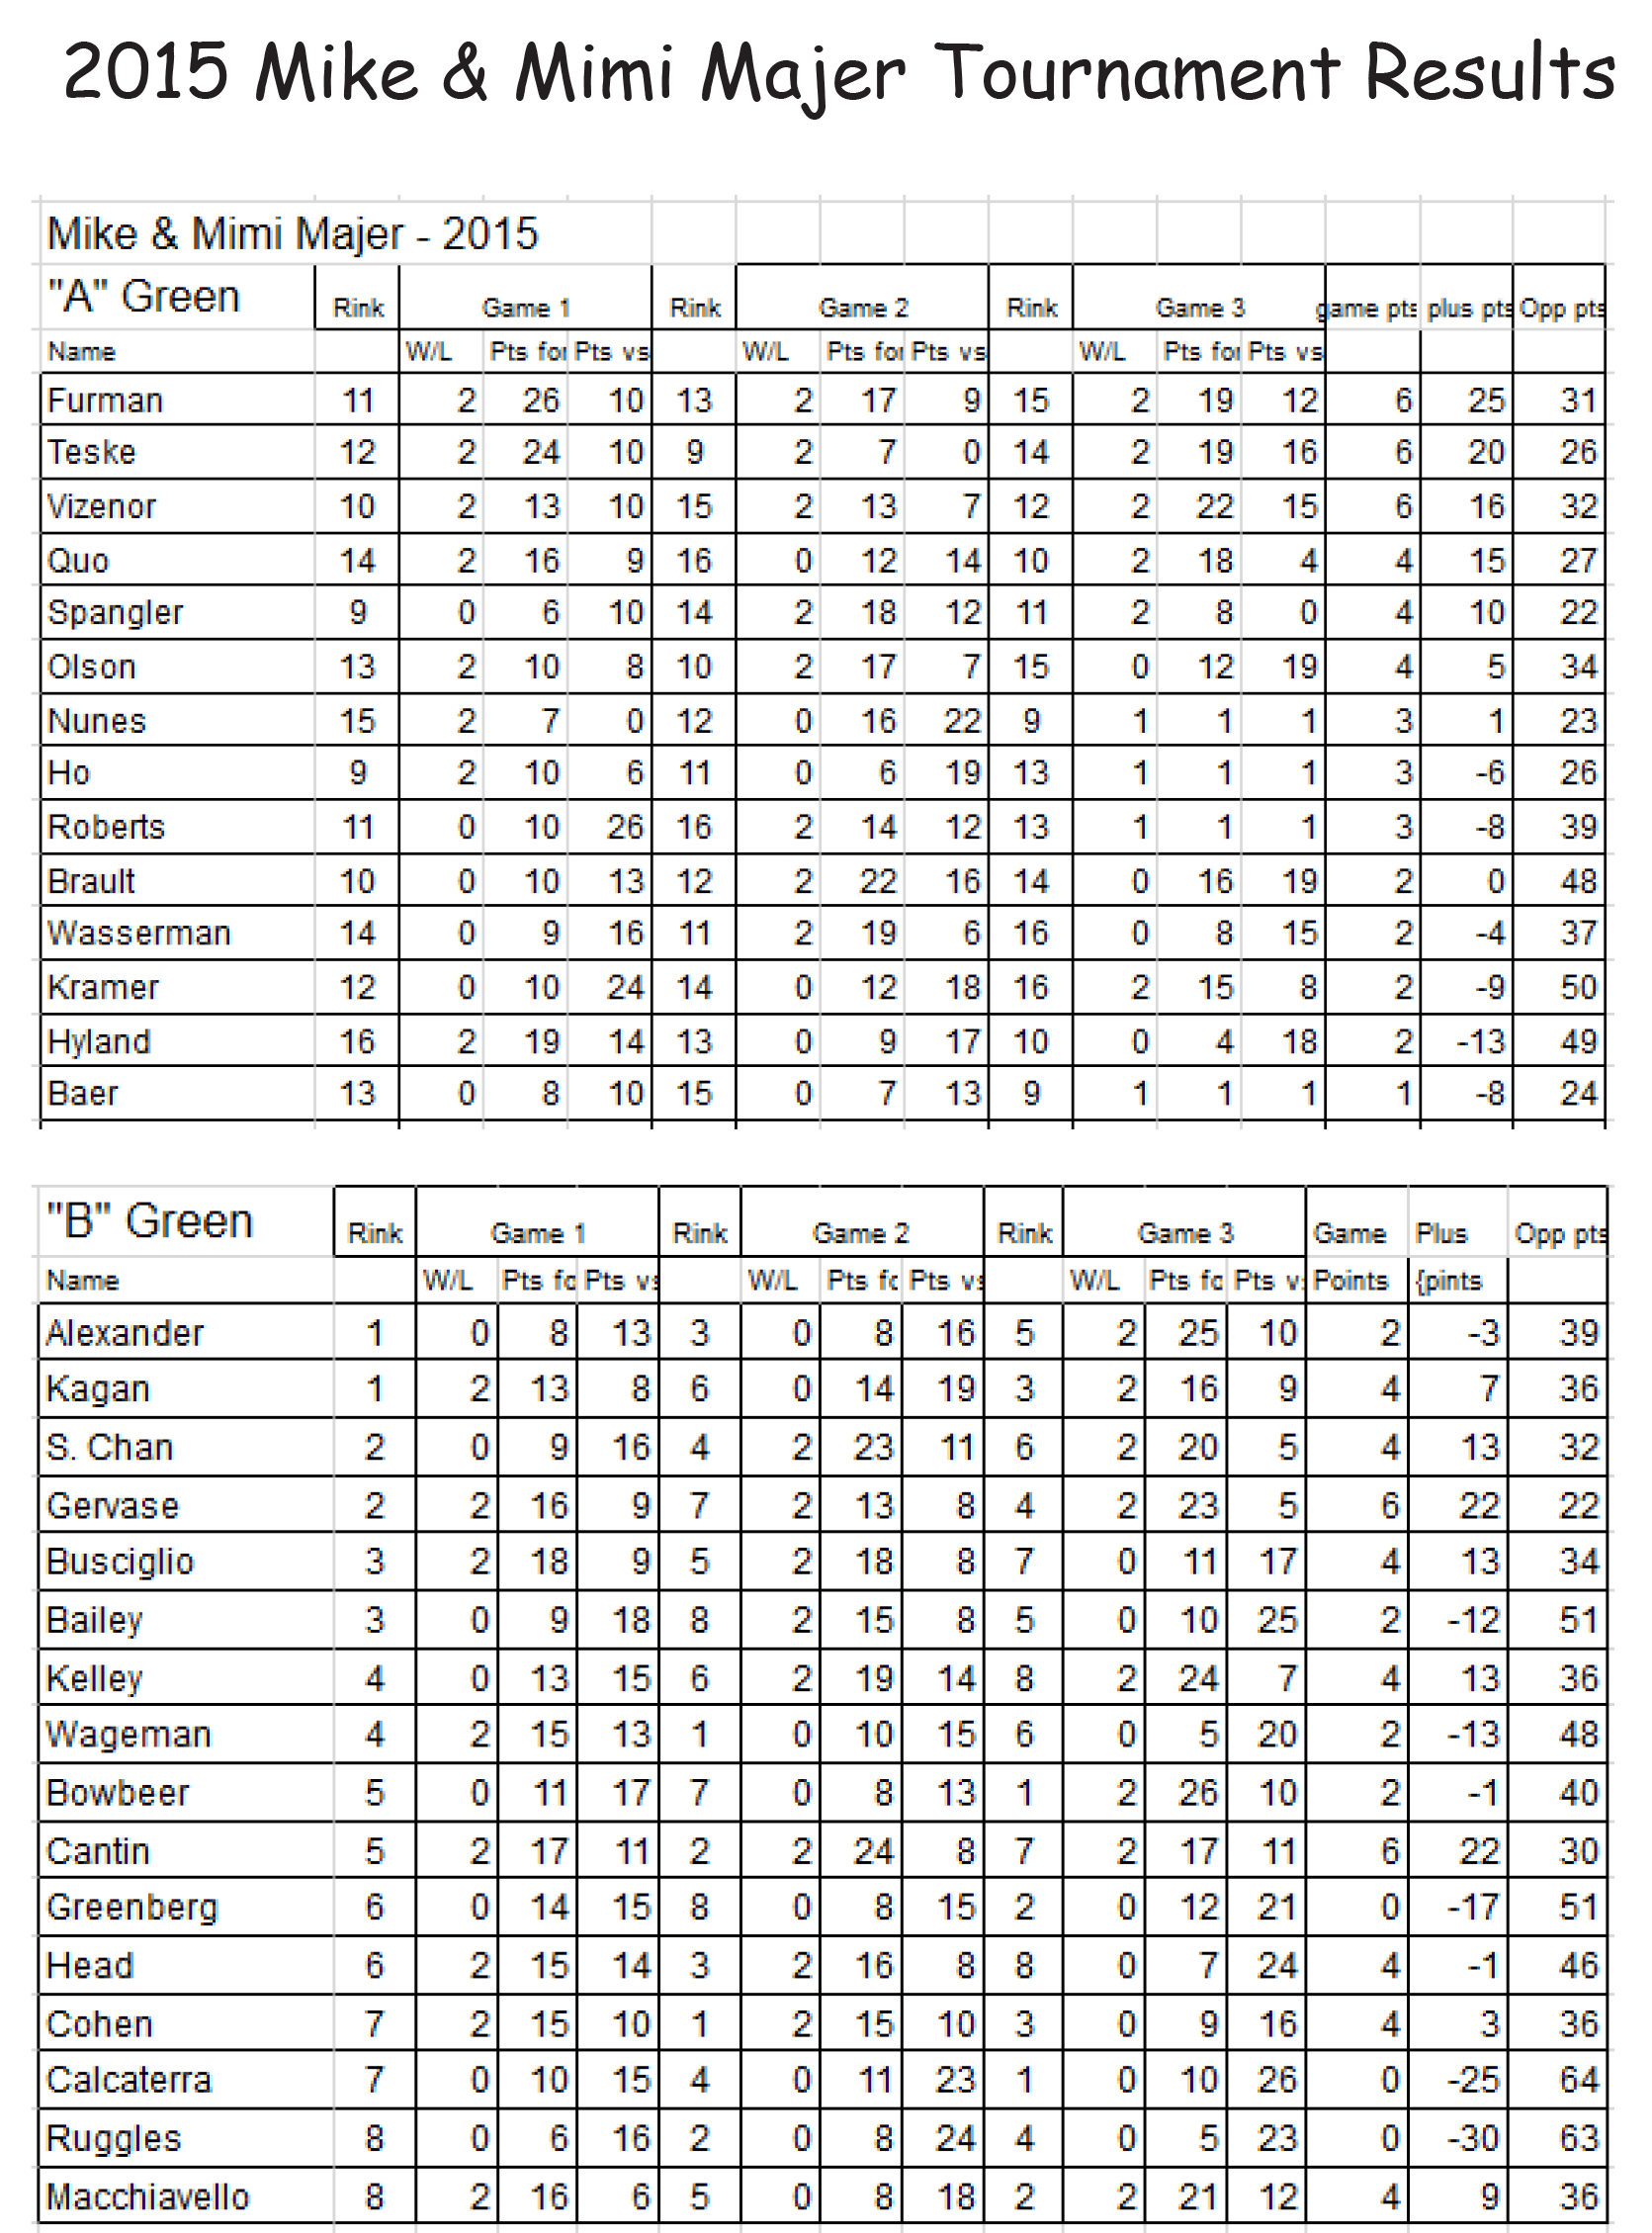 2015 Mike & Mimi Majer Tournament Results
Mike & Mimi Majer - 2015
"A" Green Rink Game 1 Rink Game 2 Rink Game 3 game pts plus pts Opp pts
Name W/L Pts for Pts vs W/L Pts for Pts vs W/L Pts for Pts vs
Furman 11 2 26 10 13 2 17 9 15 2 19 12 6 25 31
Teske 12 2 24 10 9 2 7 0 14 2 19 16 6 20 26
Vizenor 10 2 13 10 15 2 13 7 12 2 22 15 6 16 32
Quo 14 2 16 9 16 0 12 14 10 2 18 4 4 15 27
Spangler 9 0 6 10 14 2 18 12 11 2 8 0 4 10 22
Olson 13 2 10 8 10 2 17 7 15 0 12 19 4 5 34
Nunes 15 2 7 0 12 0 16 22 9 1 1 1 3 1 23
Ho 9 2 10 6 11 0 6 19 13 1 1 1 3 -6 26
Roberts 11 0 10 26 16 2 14 12 13 1 1 1 3 -8 39
Brault 10 0 10 13 12 2 22 16 14 0 16 19 2 0 48
Wasserman 14 0 9 16 11 2 19 6 16 0 8 15 2 -4 37
Kramer 12 0 10 24 14 0 12 18 16 2 15 8 2 -9 50
Hyland 16 2 19 14 13 0 9 17 10 0 4 18 2 -13 49
Baer 13 0 8 10 15 0 7 13 9 1 1 1 1 -8 24
"B" Green Rink Game 1 Rink Game 2 Rink Game 3 Game Plus Opp pts
Name W/L Pts fo Pts vs W/L Pts fo Pts vs W/L Pts fo Pts v Points {pints
Alexander 1 0 8 13 3 0 8 16 5 2 25 10 2 -3 39
Kagan 1 2 13 8 6 0 14 19 3 2 16 9 4 7 36
S. Chan 2 0 9 16 4 2 23 11 6 2 20 5 4 13 32
Gervase 2 2 16 9 7 2 13 8 4 2 23 5 6 22 22
Busciglio 3 2 18 9 5 2 18 8 7 0 11 17 4 13 34
Bailey 3 0 9 18 8 2 15 8 5 0 10 25 2 -12 51
Kelley 4 0 13 15 6 2 19 14 8 2 24 7 4 13 36
Wageman 4 2 15 13 1 0 10 15 6 0 5 20 2 -13 48
Bowbeer 5 0 11 17 7 0 8 13 1 2 26 10 2 -1 40
Cantin 5 2 17 11 2 2 24 8 7 2 17 11 6 22 30
Greenberg 6 0 14 15 8 0 8 15 2 0 12 21 0 -17 51
Head 6 2 15 14 3 2 16 8 8 0 7 24 4 -1 46
Cohen 7 2 15 10 1 2 15 10 3 0 9 16 4 3 36
Calcaterra 7 0 10 15 4 0 11 23 1 0 10 26 0 -25 64
Ruggles 8 0 6 16 2 0 8 24 4 0 5 23 0 -30 63
Macchiavello 8 2 16 6 5 0 8 18 2 2 21 12 4 9 36